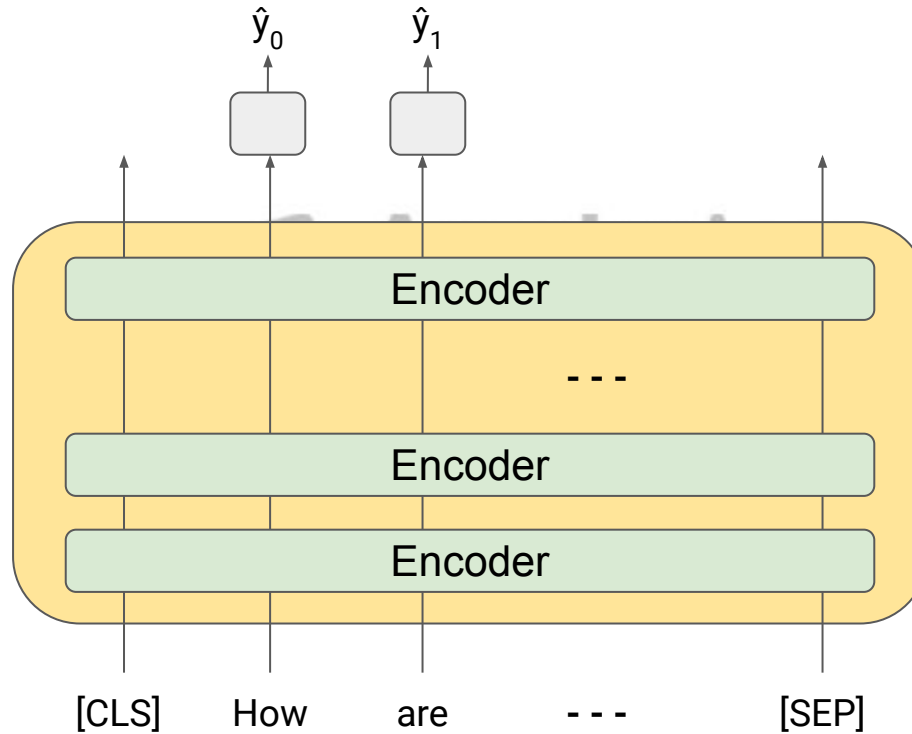 ŷ0 ŷ1
Encoder
- - -
Encoder
Encoder
[CLS] How are - - - [SEP]